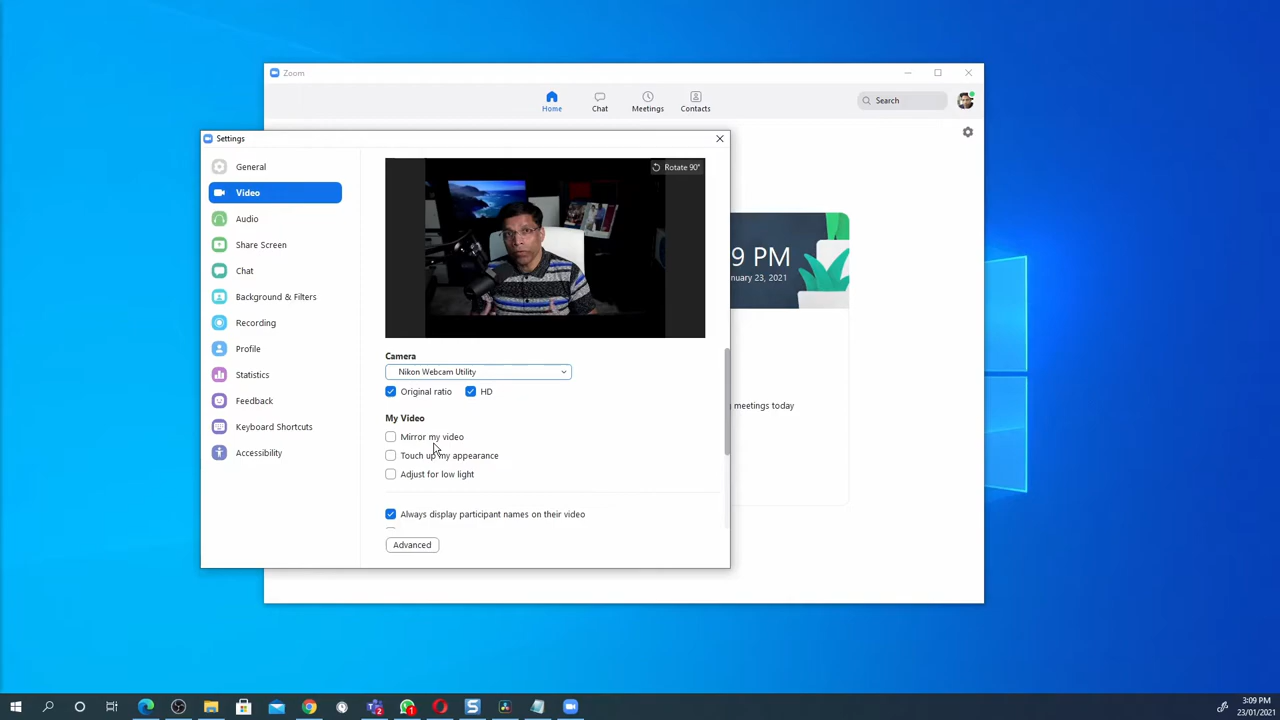 Zoom
Home
Chat
Meetings
Contacts
Search
Settings
General
Video
Audio
Share Screen
Chat
Background & Filters
Recording
Profile
Statistics
Feedback
Keyboard Shortcuts
Accessibility
Rotate 90°
Camera
Nikon Webcam Utility
Original ratio
HD
My Video
Mirror my video
Touch up my appearance
Adjust for low light
Always display participant names on their video
Advanced
9 PM
nuary 23, 2021
meetings today
2
1
3:09 PM
23/01/2021